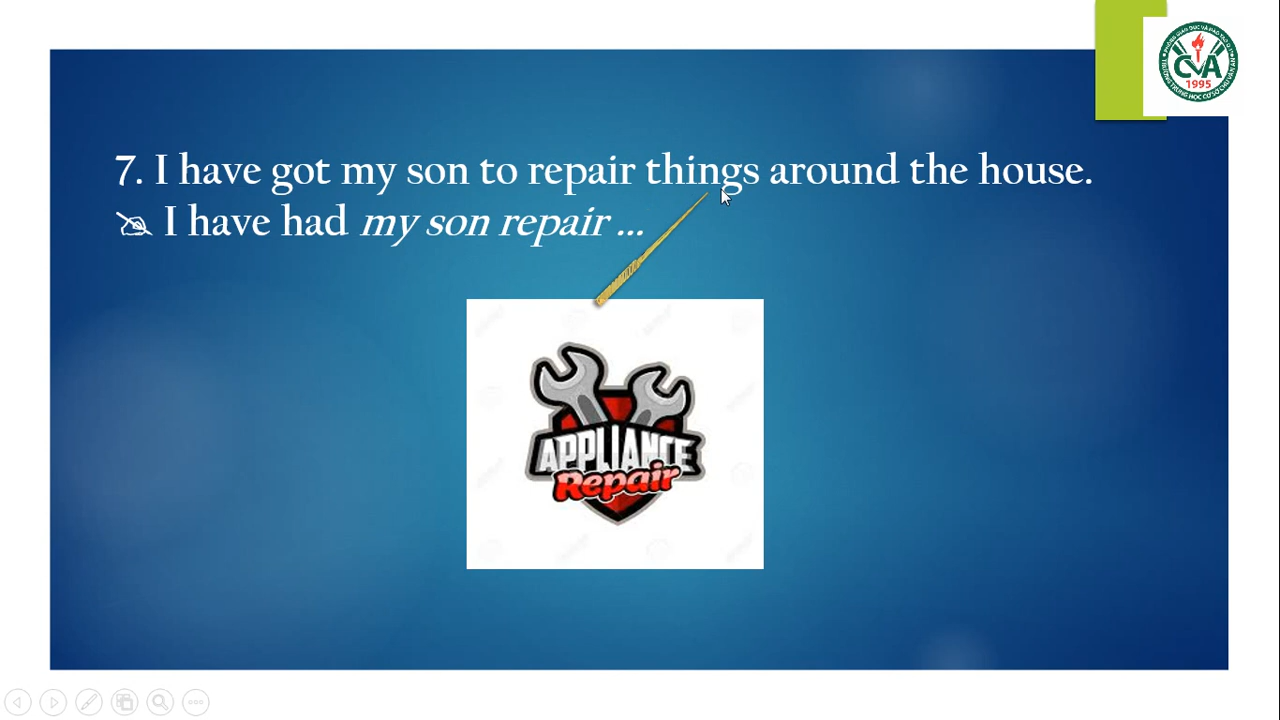 7. I have got my son to repair things around the house.
✍ I have had my son repair ...
CVA
1995
APPLIANCE
Repair